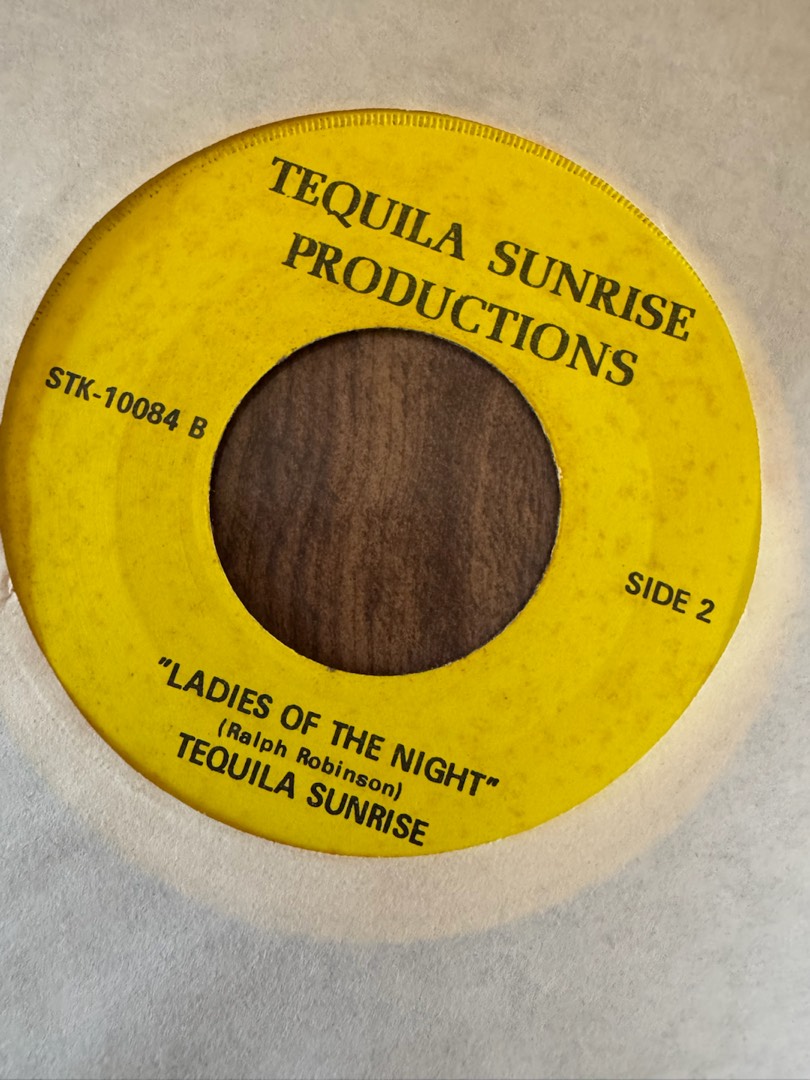 TEQUILA SUNRISE
PRODUCTIONS
STK-10084 B
SIDE 2
"LADIES OF THE NIGHT"
(Ralph Robinson)
TEQUILA SUNRISE